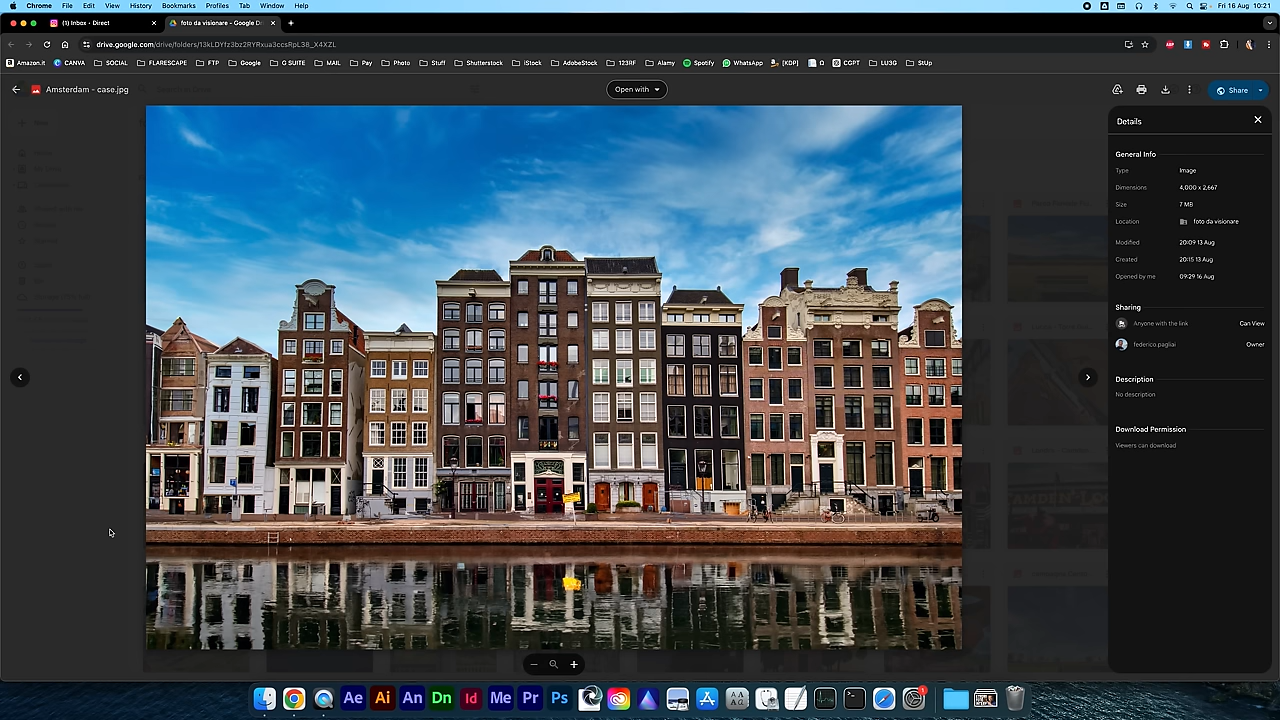 Chrome File Edit View History Bookmarks Profiles Tab Window Help Fri 16 Aug 10:21
(1) Inbox • Direct foto da visionare - Google D
drive.google.com/drive/folders/13kLDYfz3bz2RYRxua3ccsRpL38_X4XZL
Amazon.it CANVA SOCIAL FLARESCAPE FTP Google G SUITE MAIL Pay Photo Stuff Shutterstock iStock AdobeStock 123RF Alamy Spotify WhatsApp [KDP] Ω CGPT LU3G StUp
Amsterdam - case.jpg Open with Share
Details
General Info
Type Image
Dimensions 4,000 x 2,667
Size 7 MB
Location foto da visionare
Modified 20:09 13 Aug
Created 20:15 13 Aug
Opened by me 09:29 16 Aug
Sharing
Anyone with the link Can View
federico pagliai Owner
Description
No description
Download Permission
Viewers can download
Ae Ai An Dn Id Me Pr Ps
1